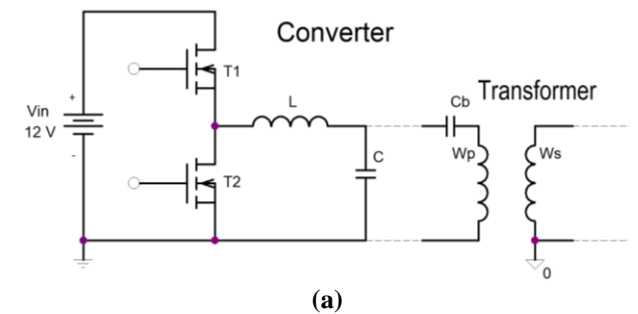 Converter
Transformer
T1
Vin
12 V
+
-
L
Cb
C
Wp
Ws
T2
0
(a)